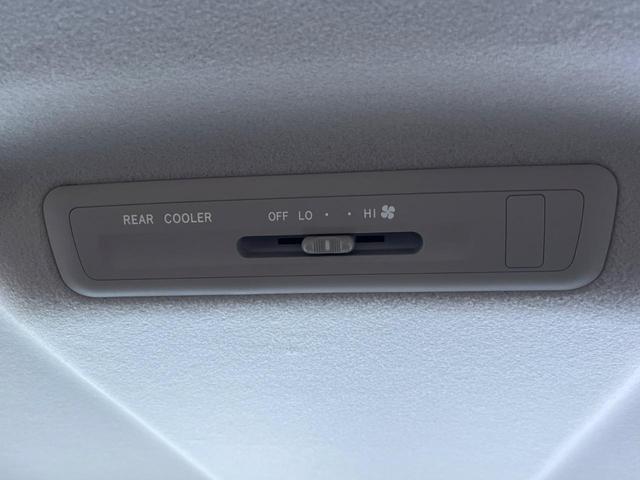 REAR COOLER OFF LO · · HI